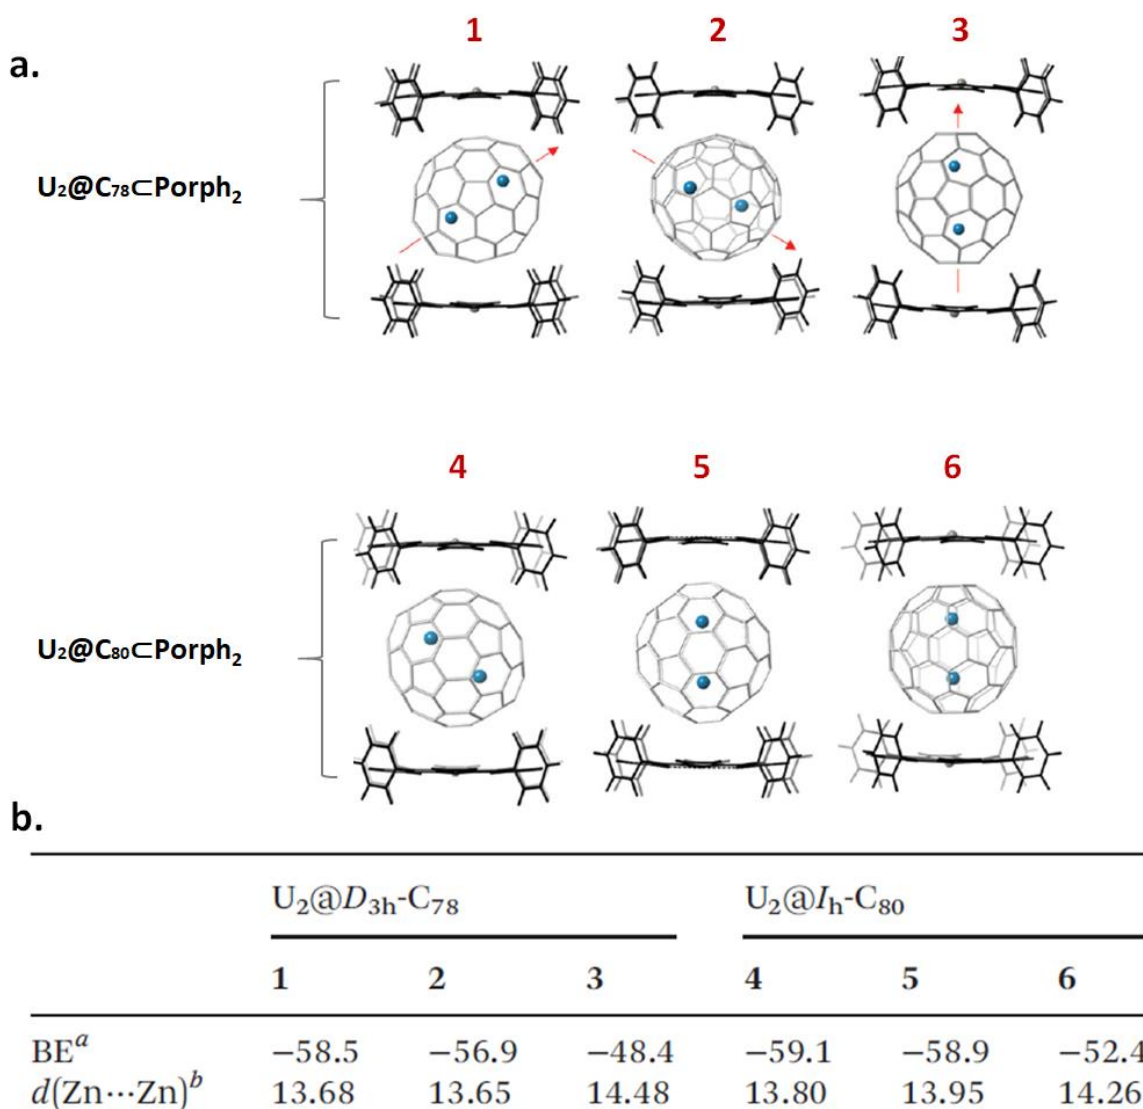 1 2 3
a.
U₂@C₇₈⊂Porph₂
4 5 6
U₂@C₈₀⊂Porph₂
b.
U₂@D₃ₕ-C₇₈ U₂@Iₕ-C₈₀
1 2 3 4 5 6
BEᵃ −58.5 −56.9 −48.4 −59.1 −58.9 −52.4
d(Zn⋯Zn)ᵇ 13.68 13.65 14.48 13.80 13.95 14.26